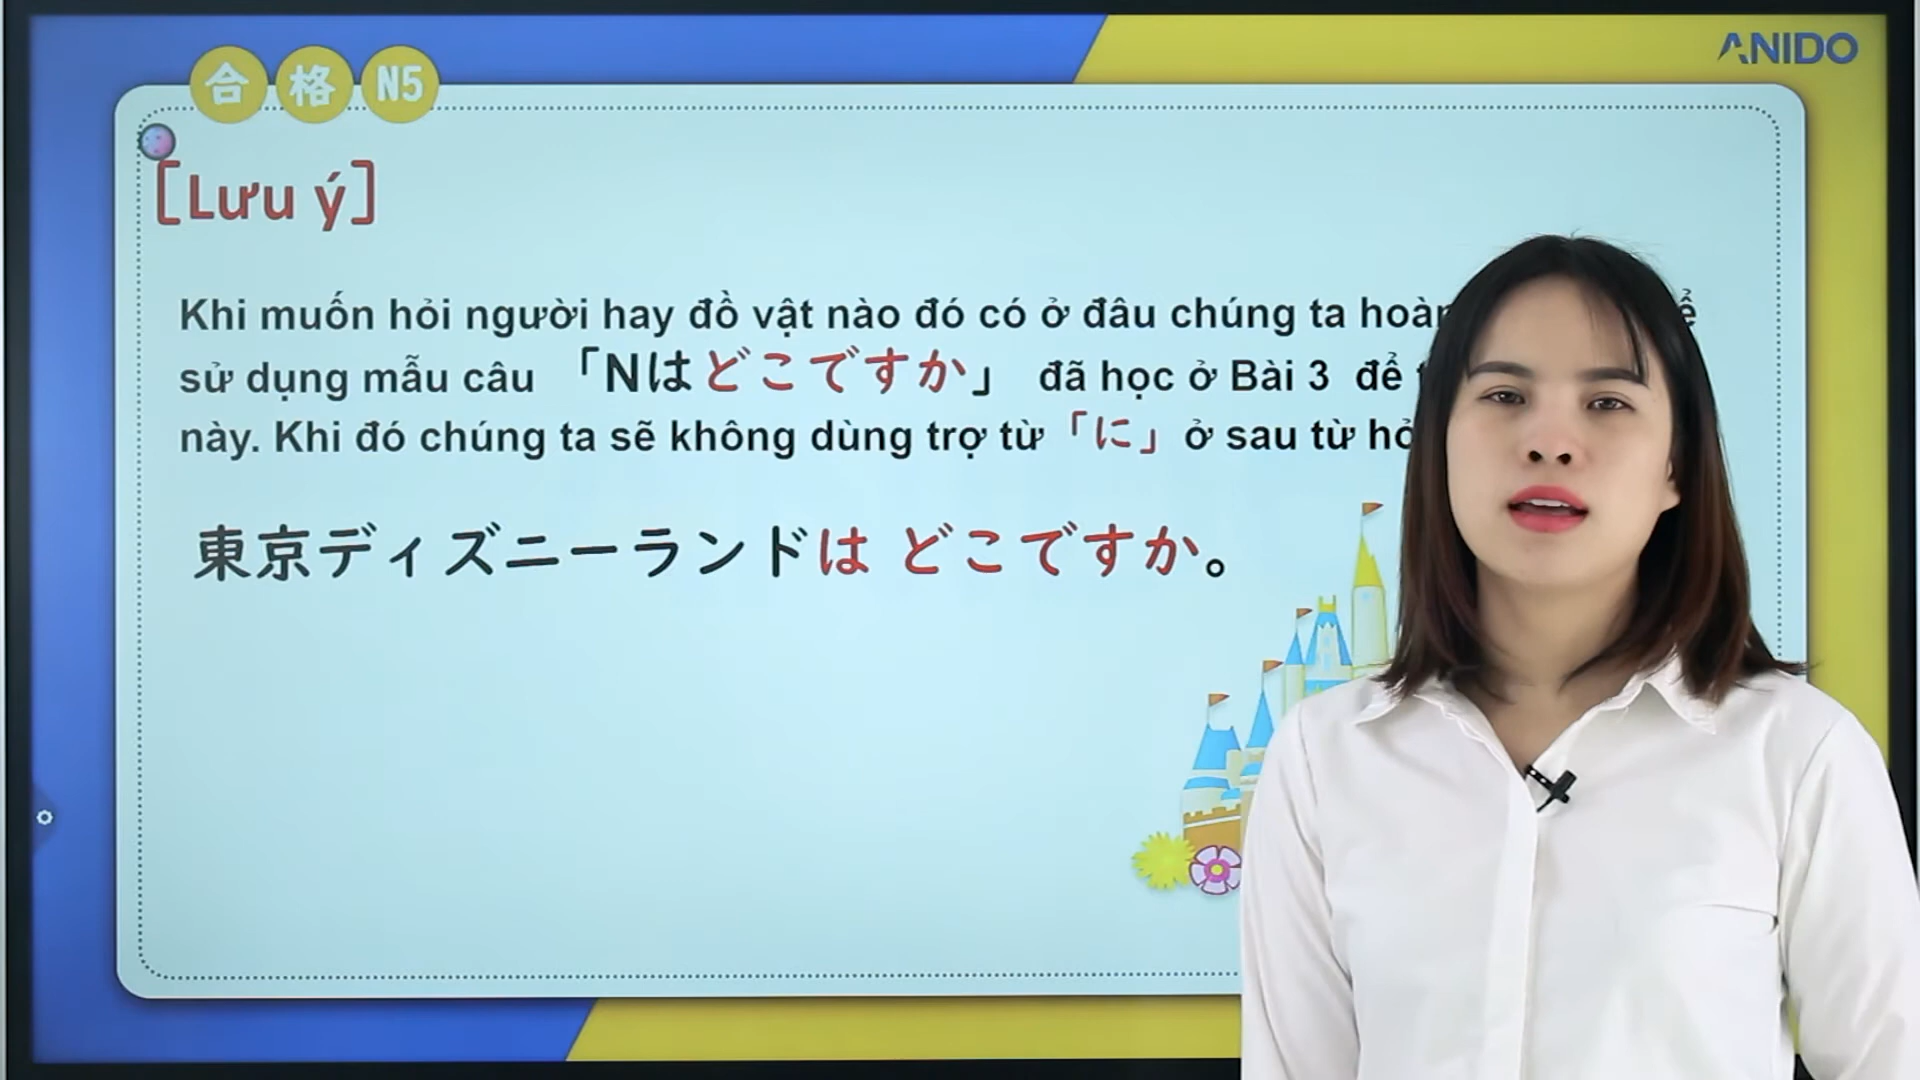 ANIDO
合格 N5
[Lưu ý]
Khi muốn hỏi người hay đồ vật nào đó có ở đâu chúng ta
sử dụng mẫu câu 「Nはどこですか」 đã học ở Bài 3 để
này. Khi đó chúng ta sẽ không dùng trợ từ「に」ở sau từ
東京ディズニーランドは どこですか。